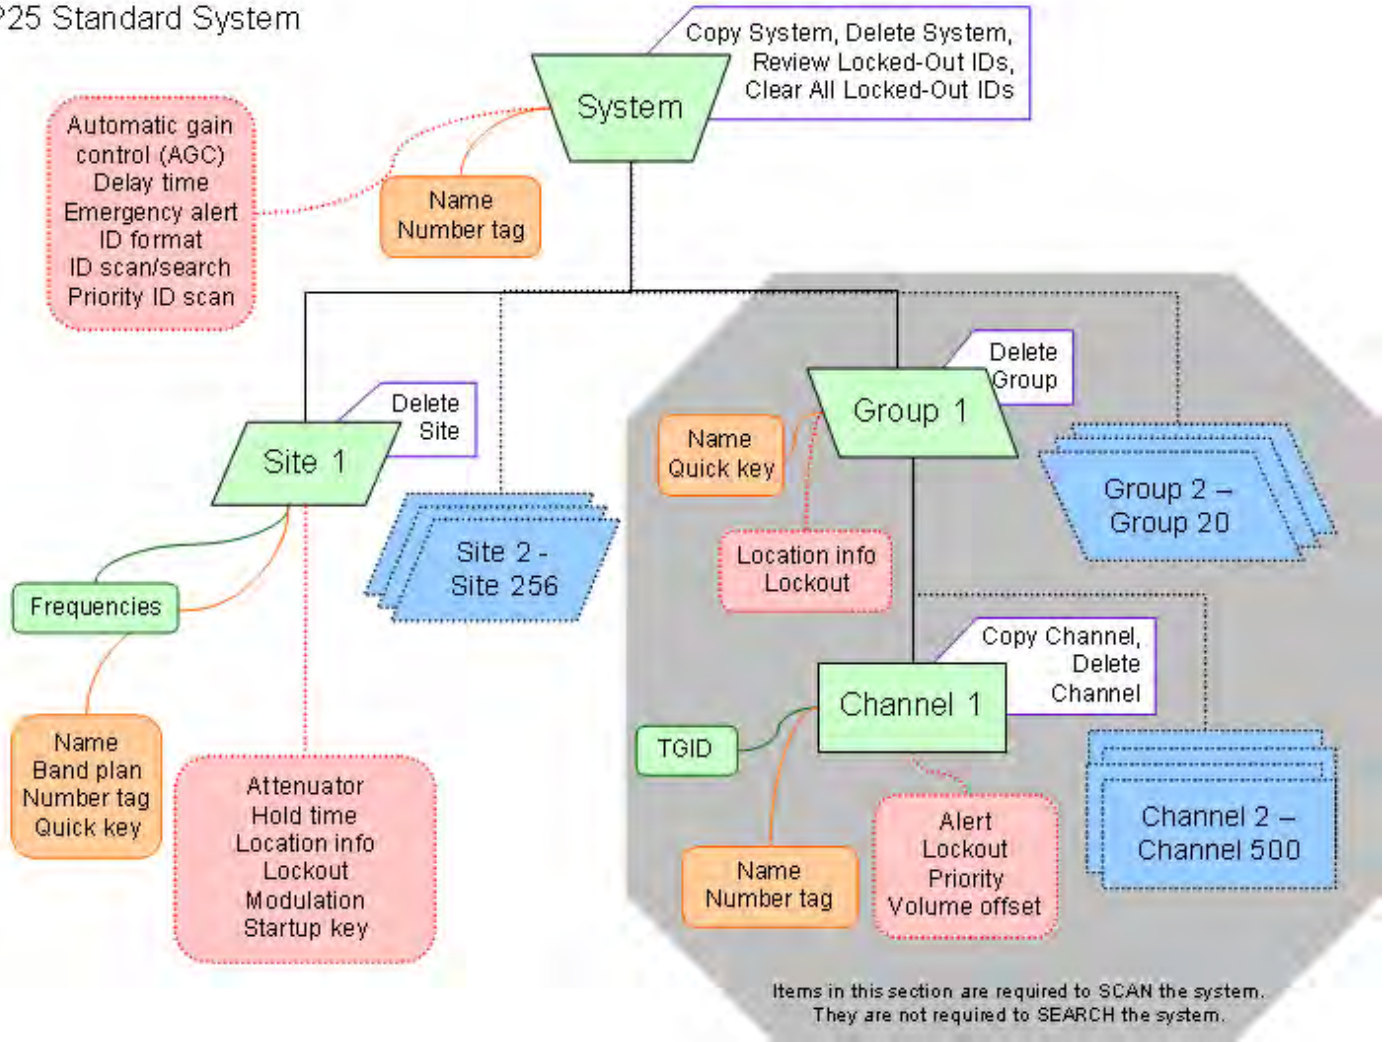 P25 Standard System
Copy System, Delete System,
Review Locked-Out IDs,
Clear All Locked-Out IDs
System
Automatic gain
control (AGC)
Delay time
Emergency alert
ID format
ID scan/search
Priority ID scan
Name
Number tag
Delete
Site
Site 1
Site 2 -
Site 256
Frequencies
Name
Band plan
Number tag
Quick key
Attenuator
Hold time
Location info
Lockout
Modulation
Startup key
Delete
Group
Group 1
Name
Quick key
Location info
Lockout
Group 2 –
Group 20
Copy Channel,
Delete
Channel
Channel 1
TGID
Name
Number tag
Alert
Lockout
Priority
Volume offset
Channel 2 –
Channel 500
Items in this section are required to SCAN the system.
They are not required to SEARCH the system.